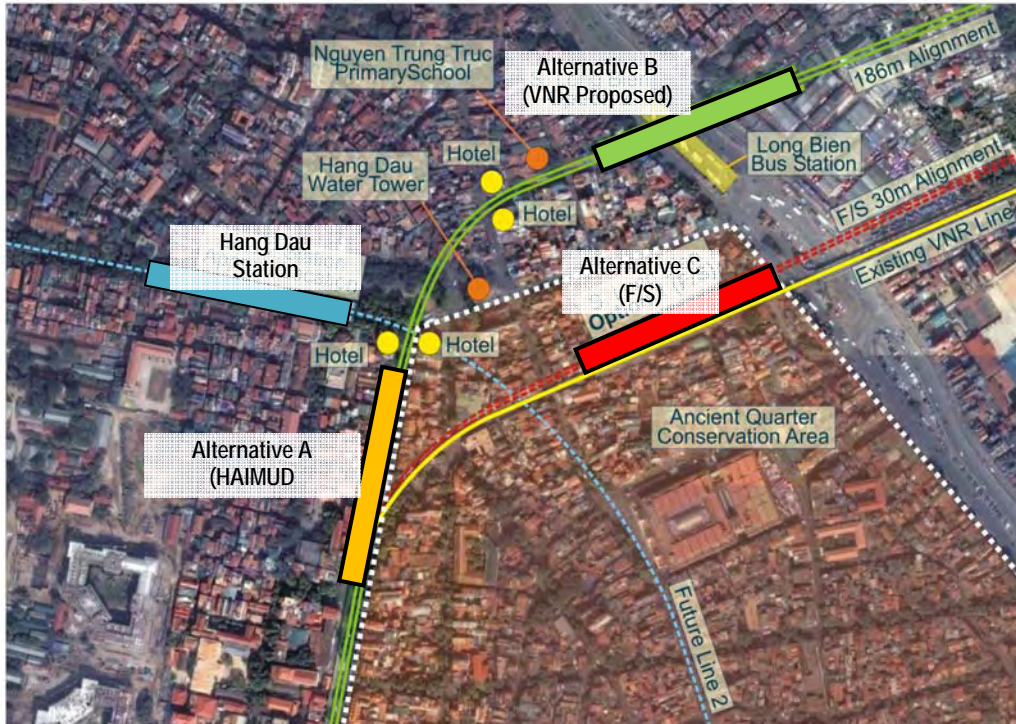 Nguyen Trung Truc
PrimarySchool
Alternative B
(VNR Proposed)
186m Alignment
Hotel
Long Bien
Bus Station
Hang Dau
Water Tower
Hotel
F/S 30m Alignment
Hang Dau
Station
Alternative C
(F/S)
Existing VNR Line
Hotel
Hotel
Ancient Quarter
Conservation Area
Alternative A
(HAIMUD
Future Line 2